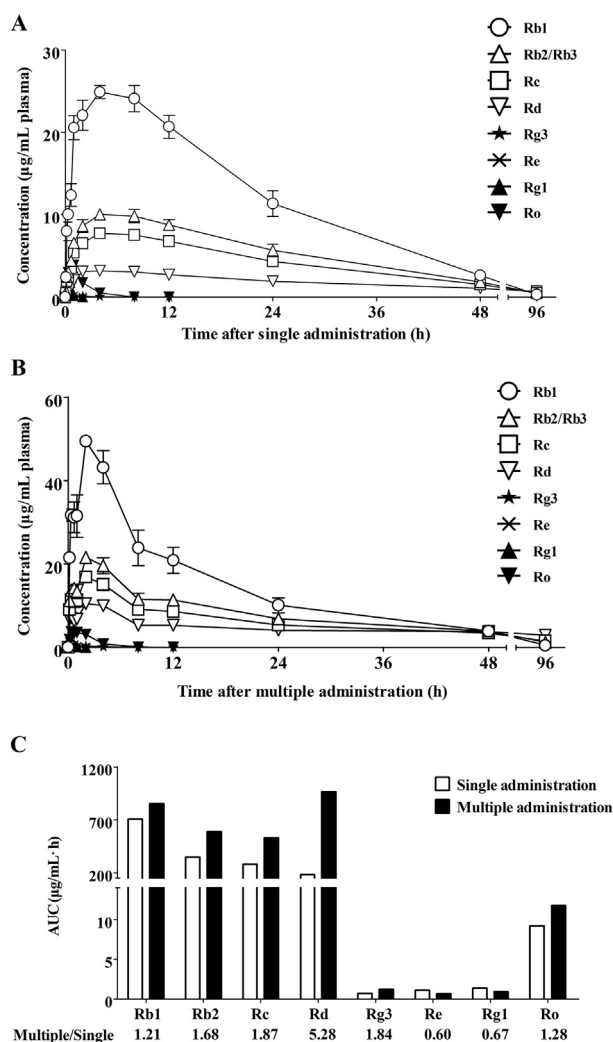 A
Concentration (µg/mL plasma)
30
20
10
0
0
12
24
36
48
96
Time after single administration (h)
Rb1
Rb2/Rb3
Rc
Rd
Rg3
Re
Rg1
Ro
B
Concentration (µg/mL plasma)
60
40
20
0
0
12
24
36
48
96
Time after multiple administration (h)
Rb1
Rb2/Rb3
Rc
Rd
Rg3
Re
Rg1
Ro
C
AUC (µg/mL·h)
1200
700
200
10
5
0
Single administration
Multiple administration
Rb1 Rb2 Rc Rd Rg3 Re Rg1 Ro
Multiple/Single 1.21 1.68 1.87 5.28 1.84 0.60 0.67 1.28